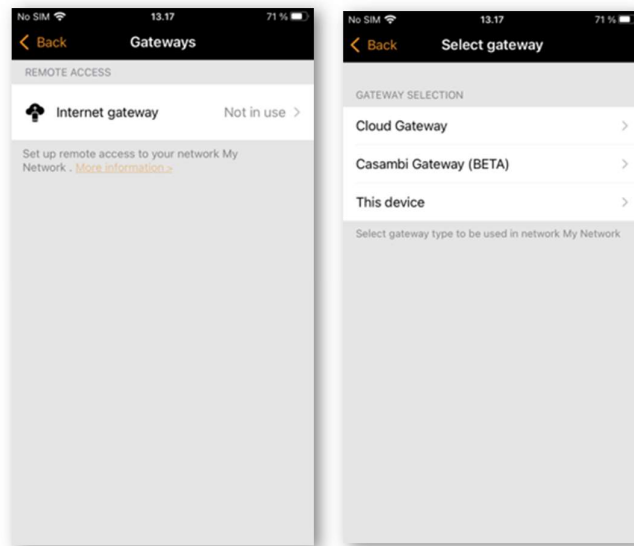 No SIM 13.17 71 %
Back Gateways
REMOTE ACCESS
Internet gateway Not in use
Set up remote access to your network My
Network . More information »
No SIM 13.17 71 %
Back Select gateway
GATEWAY SELECTION
Cloud Gateway
Casambi Gateway (BETA)
This device
Select gateway type to be used in network My Network